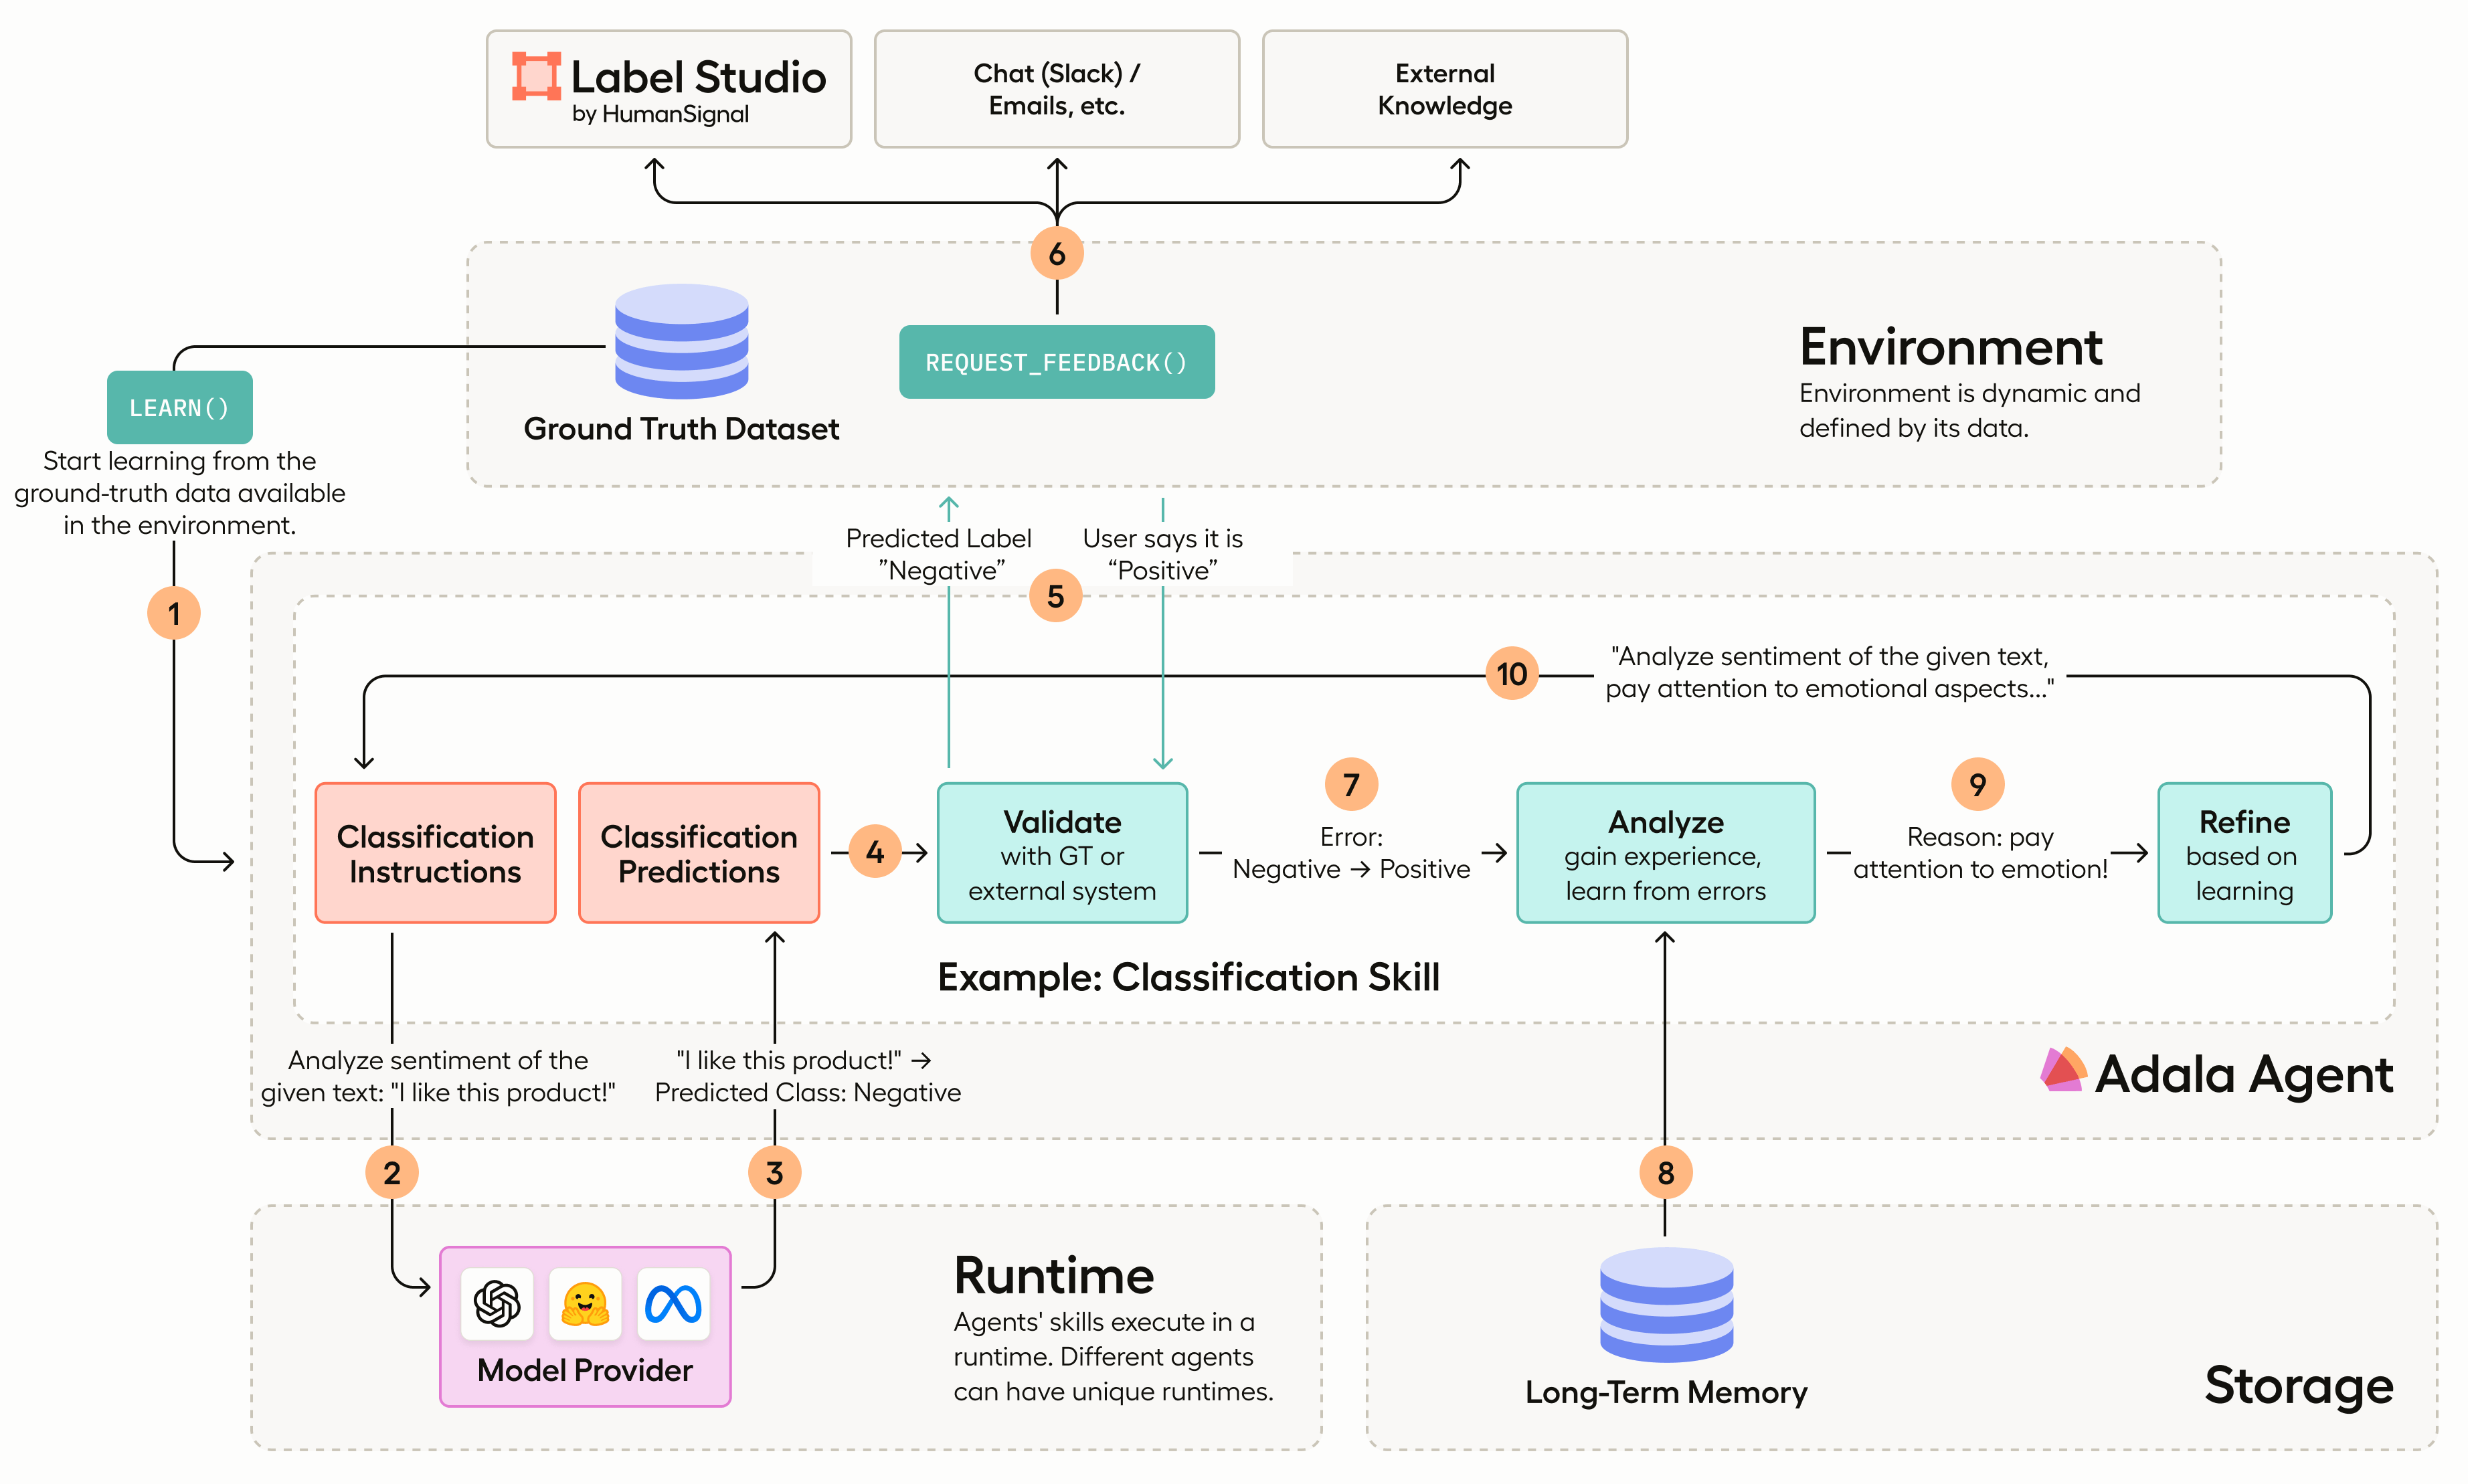 Label Studio
by HumanSignal
Chat (Slack) /
Emails, etc.
External
Knowledge
6
REQUEST_FEEDBACK()
Ground Truth Dataset
Environment
Environment is dynamic and
defined by its data.
LEARN()
Start learning from the
ground-truth data available
in the environment.
1
Predicted Label
”Negative”
User says it is
“Positive”
5
10
"Analyze sentiment of the given text,
pay attention to emotional aspects..."
Classification
Instructions
Classification
Predictions
4
Validate
with GT or
external system
7
Error:
Negative → Positive
Analyze
gain experience,
learn from errors
9
Reason: pay
attention to emotion!
Refine
based on
learning
Example: Classification Skill
Analyze sentiment of the
given text: "I like this product!"
"I like this product!" →
Predicted Class: Negative
Adala Agent
2
3
8
Model Provider
Runtime
Agents' skills execute in a
runtime. Different agents
can have unique runtimes.
Long-Term Memory
Storage